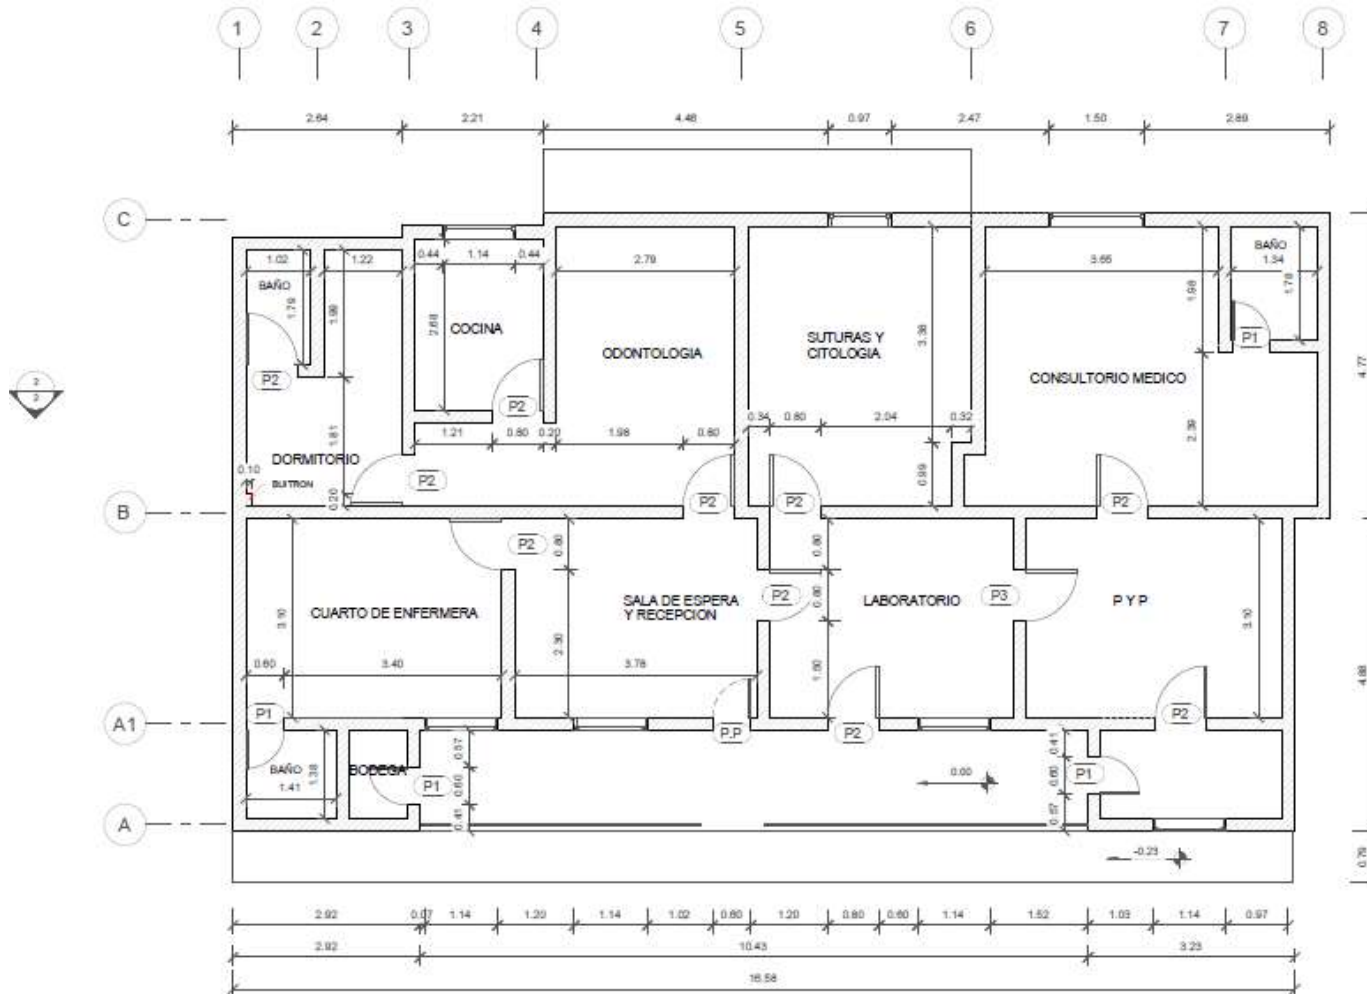 1 2 3 4 5 6 7 8
2.64 2.21 4.46 0.97 2.47 1.50 2.89
C
1.02 1.22 0.44 1.14 0.44 2.79 3.65 BAÑO
1.34
BAÑO
1.79 1.99 2.68 3.38 1.98 1.78
COCINA
ODONTOLOGIA
SUTURAS Y
CITOLOGIA
P1
CONSULTORIO MEDICO
4.77
2
2
P2
P2
0.34 0.80 2.04 0.32
1.21 0.80 0.20 1.98 0.80
1.81 2.39
DORMITORIO
0.10
BUITRON
P2
0.99
0.20
B
P2 P2 P2
P2
0.80 0.80
CUARTO DE ENFERMERA
SALA DE ESPERA
Y RECEPCION
P2
0.80
LABORATORIO
P3
P Y P
3.10 2.30 1.50 3.10
4.88
0.60 3.40 3.78
A1
P1 P.P P2 P2
BAÑO
1.41
1.38
BODEGA
P1
0.57
0.60
0.41
0.00
0.41
0.60
0.57
P1
A
-0.23
0.79
2.92 0.07 1.14 1.20 1.14 1.02 0.60 1.20 0.80 0.60 1.14 1.52 1.03 1.14 0.97
2.92 10.43 3.23
16.58